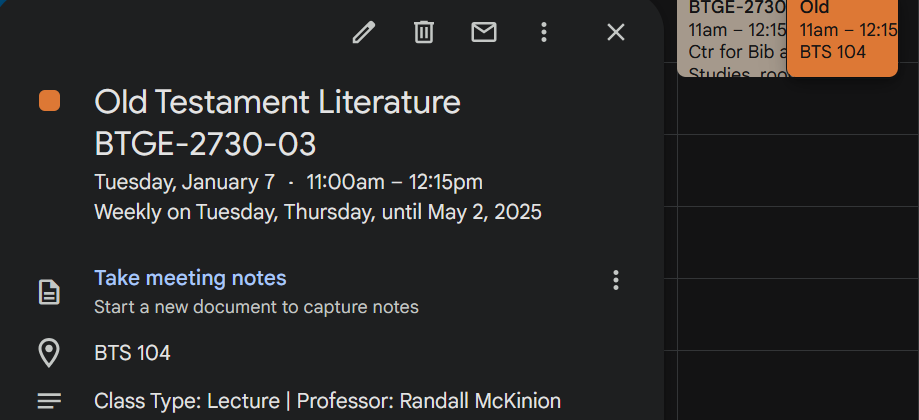 Old Testament Literature
BTGE-2730-03
Tuesday, January 7 · 11:00am – 12:15pm
Weekly on Tuesday, Thursday, until May 2, 2025
Take meeting notes
Start a new document to capture notes
BTS 104
Class Type: Lecture | Professor: Randall McKinion
BTGE-2730
11am – 12:15
Ctr for Bib a
Studies, roo
Old
11am – 12:15
BTS 104